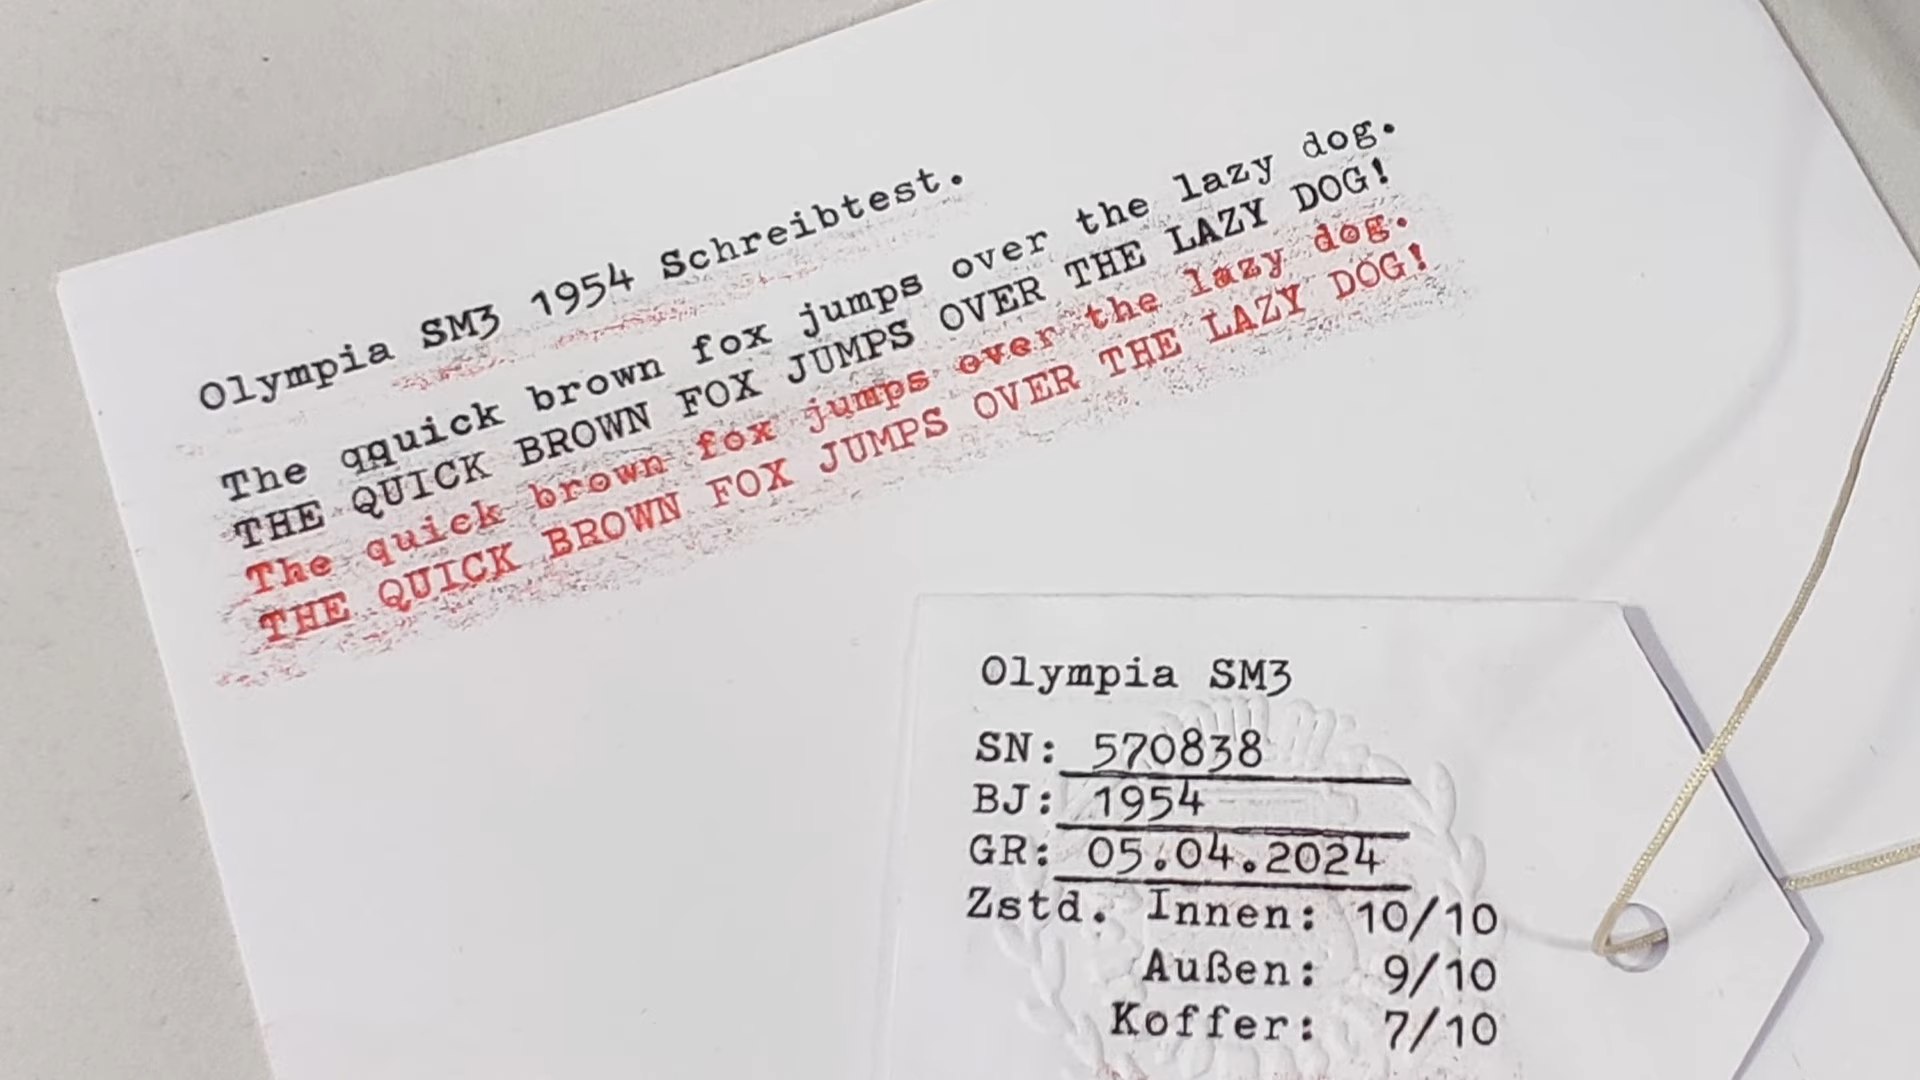 Olympia SM3 1954 Schreibtest.
The qquick brown fox jumps over the lazy dog.
THE QUICK BROWN FOX JUMPS OVER THE LAZY DOG!
The quick brown fox jumps over the lazy dog.
THE QUICK BROWN FOX JUMPS OVER THE LAZY DOG!
Olympia SM3
SN: 570838
BJ: 1954
GR: 05.04.2024
Zstd. Innen: 10/10
Außen: 9/10
Koffer: 7/10